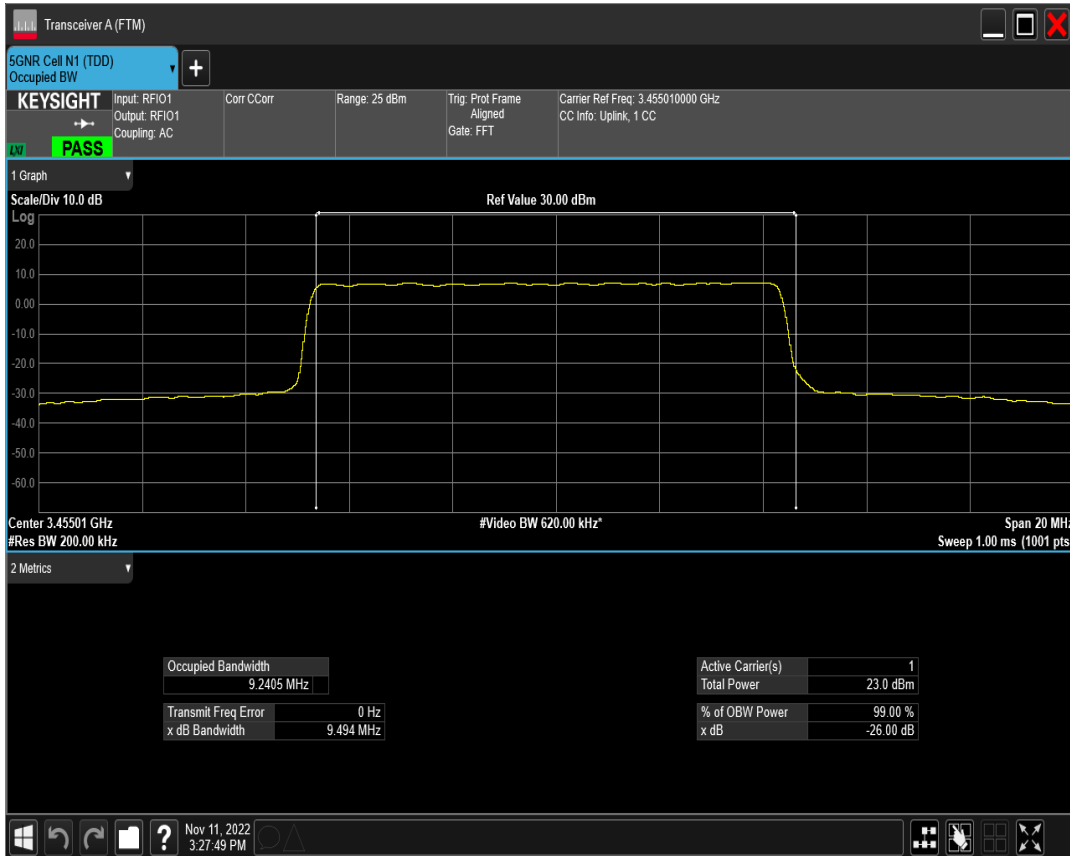 Transceiver A (FTM)
5GNR Cell N1 (TDD)
Occupied BW
+
KEYSIGHT
LXI
PASS
Input: RFIO1
Output: RFIO1
Coupling: AC
Corr CCorr
Range: 25 dBm
Trig: Prot Frame
Aligned
Gate: FFT
Carrier Ref Freq: 3.455010000 GHz
CC Info: Uplink, 1 CC
1 Graph
Scale/Div 10.0 dB
Ref Value 30.00 dBm
Log
20.0
10.0
0.00
-10.0
-20.0
-30.0
-40.0
-50.0
-60.0
Center 3.45501 GHz
#Video BW 620.00 kHz*
Span 20 MHz
#Res BW 200.00 kHz
Sweep 1.00 ms (1001 pts
2 Metrics
Occupied Bandwidth
9.2405 MHz
Transmit Freq Error 0 Hz
x dB Bandwidth 9.494 MHz
Active Carrier(s) 1
Total Power 23.0 dBm
% of OBW Power 99.00 %
x dB -26.00 dB
?
Nov 11, 2022
3:27:49 PM